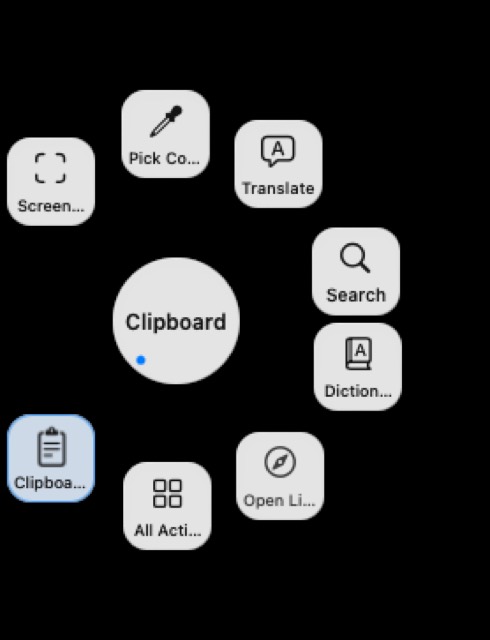 Pick Co...
Translate
Screen...
Search
Clipboard
Diction...
Clipboa...
Open Li...
All Acti...